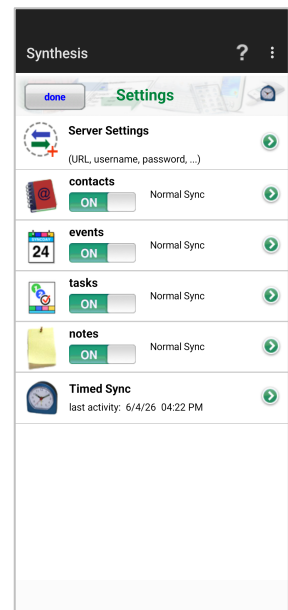 Synthesis ?
done Settings
Server Settings
(URL, username, password, ...)
contacts
ON Normal Sync
events
24
ON Normal Sync
tasks
ON Normal Sync
notes
ON Normal Sync
Timed Sync
last activity: 6/4/26 04:22 PM